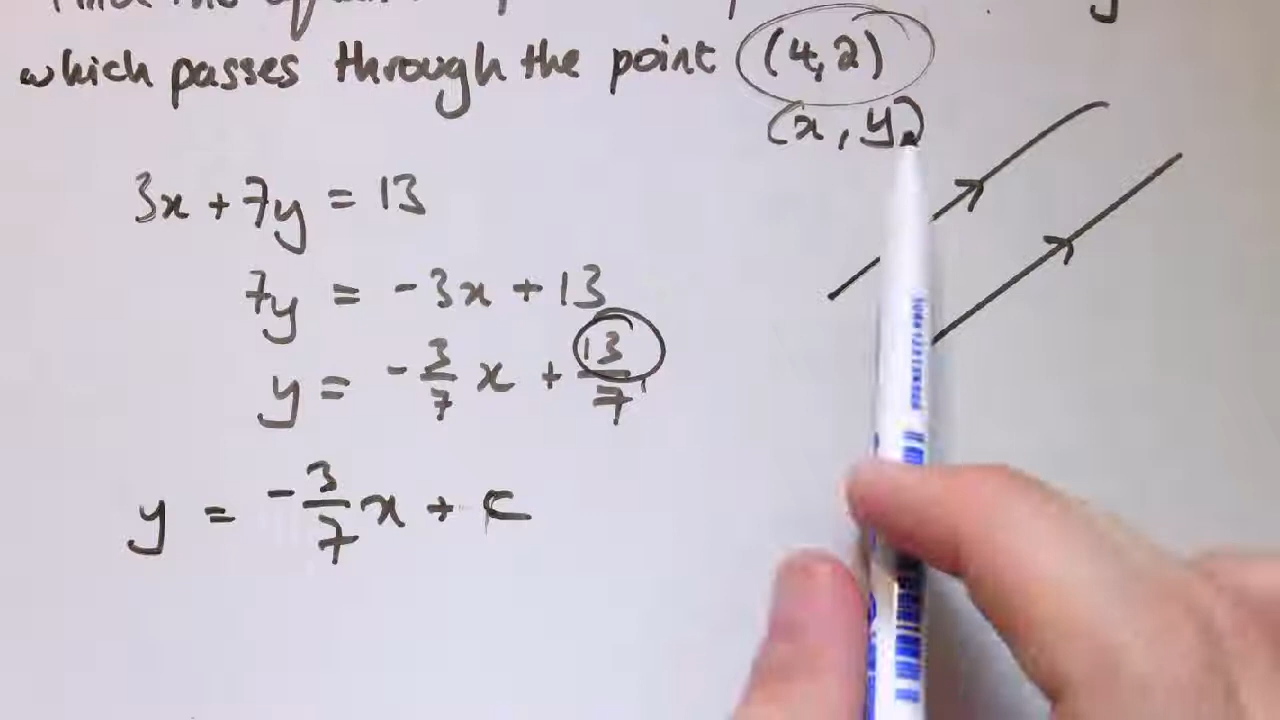 which passes through the point (4,2)
(x, y)
3x + 7y = 13
7y = -3x + 13
y = -3/7 x + 13/7
y = -3/7 x + c